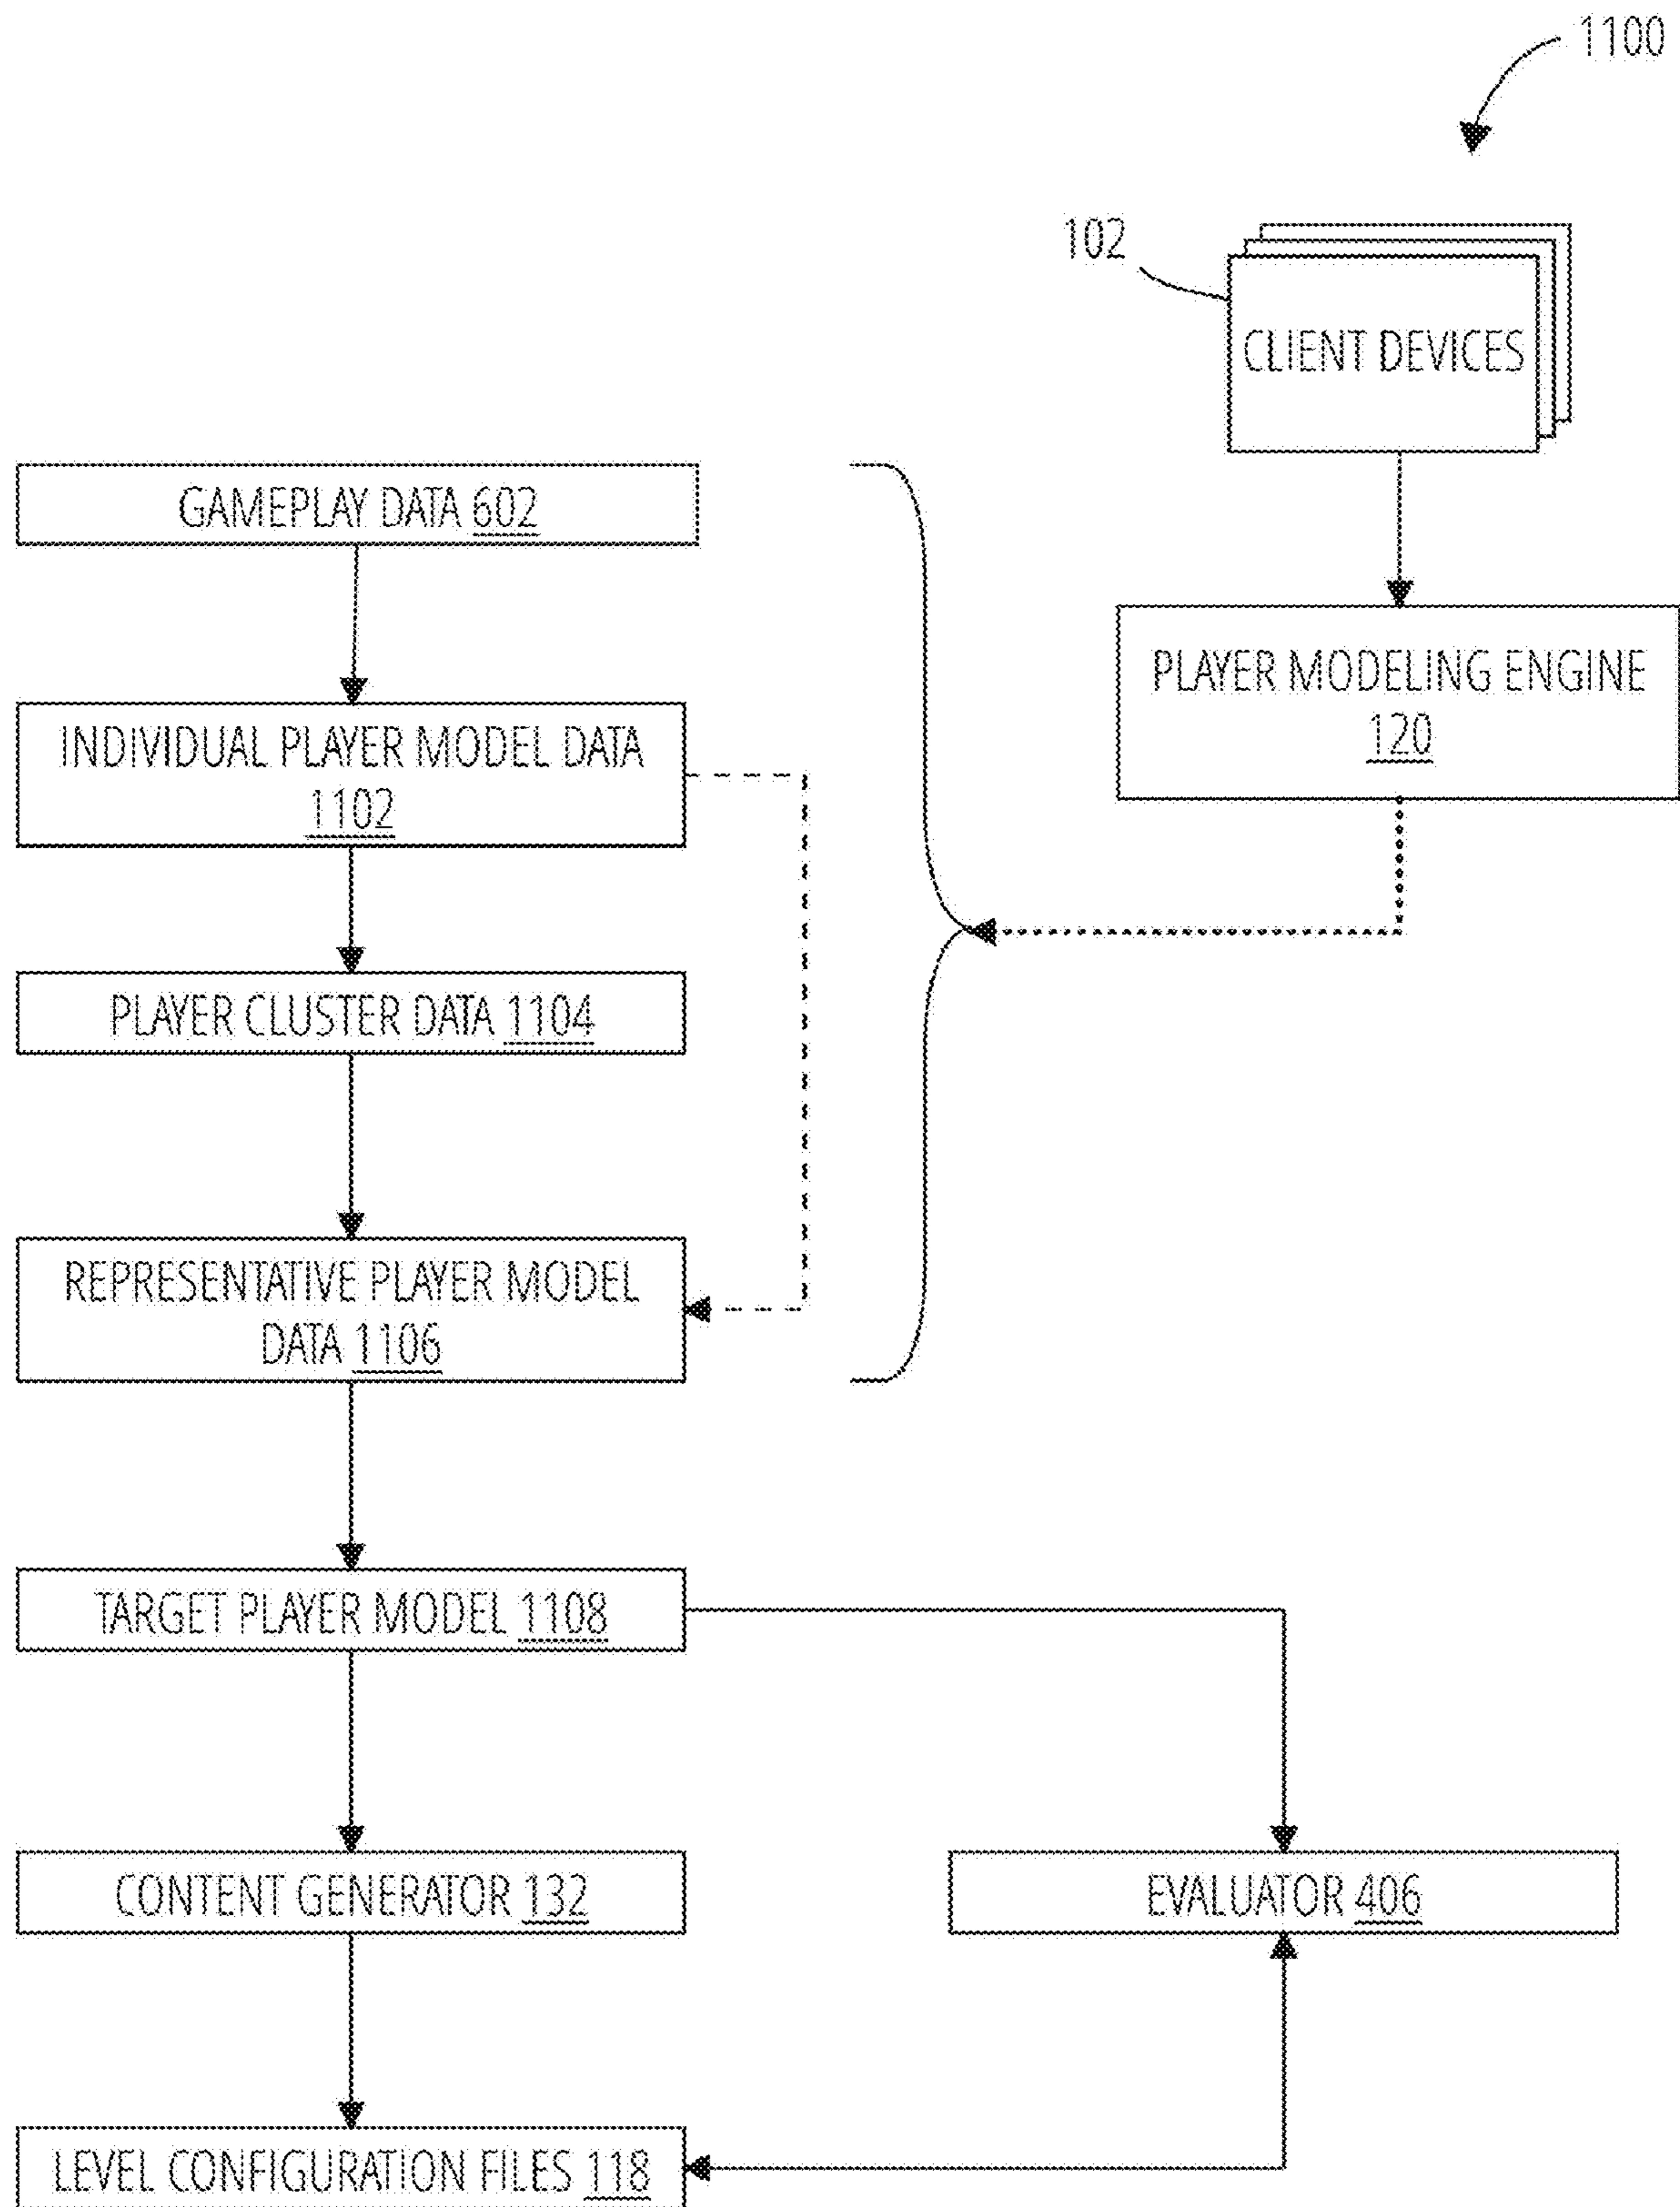 1100
102
CLIENT DEVICES
GAMEPLAY DATA 602
PLAYER MODELING ENGINE
120
INDIVIDUAL PLAYER MODEL DATA
1102
PLAYER CLUSTER DATA 1104
REPRESENTATIVE PLAYER MODEL
DATA 1106
TARGET PLAYER MODEL 1108
CONTENT GENERATOR 132
EVALUATOR 406
LEVEL CONFIGURATION FILES 118